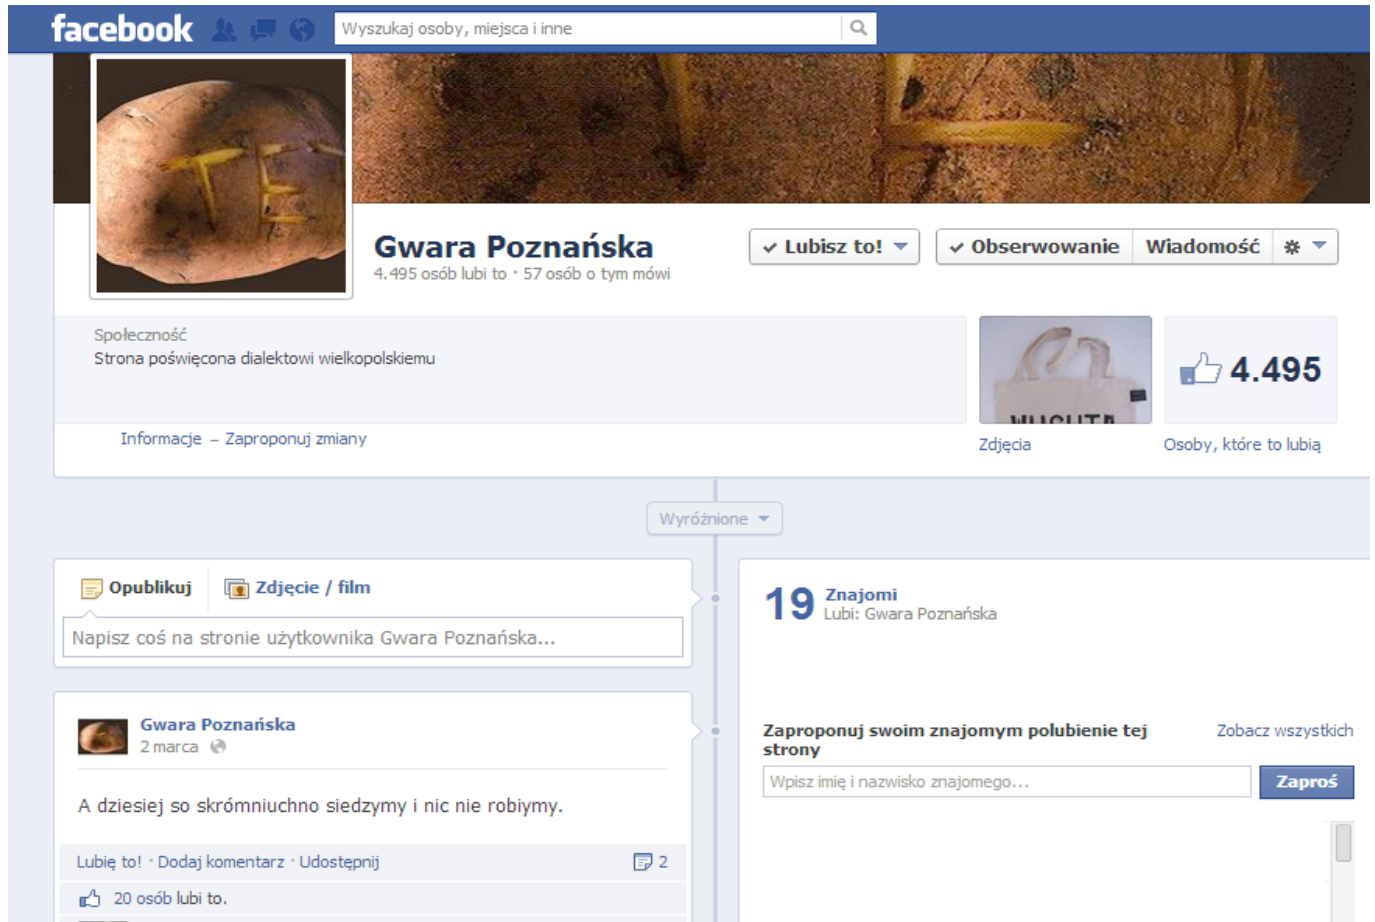 facebook
Wyszukaj osoby, miejsca i inne
TE
Gwara Poznańska
4.495 osób lubi to · 57 osób o tym mówi
Lubisz to!
Obserwowanie
Wiadomość
Społeczność
Strona poświęcona dialektowi wielkopolskiemu
4.495
Informacje – Zaproponuj zmiany
Zdjęcia
Osoby, które to lubią
Wyróżnione
Opublikuj
Zdjęcie / film
Napisz coś na stronie użytkownika Gwara Poznańska...
19 Znajomi
Lubi: Gwara Poznańska
Gwara Poznańska
2 marca
A dziesiej so skrómniuchno siedzymy i nic nie robiymy.
Lubię to! · Dodaj komentarz · Udostępnij
2
20 osób lubi to.
Zaproponuj swoim znajomym polubienie tej
strony
Zobacz wszystkich
Wpisz imię i nazwisko znajomego...
Zaproś